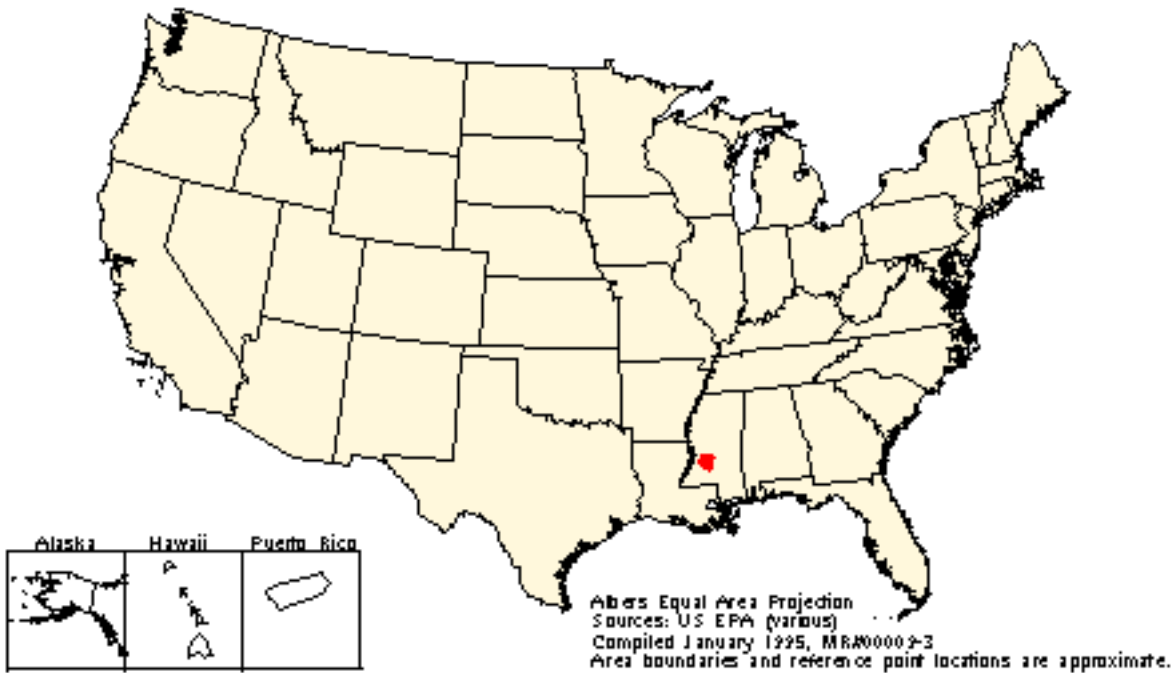 Alaska Hawaii Puerto Rico
Albers Equal Area Projection
Sources: US EPA (various)
Compiled January 1995, MR#00009-3
Area boundaries and reference point locations are approximate.